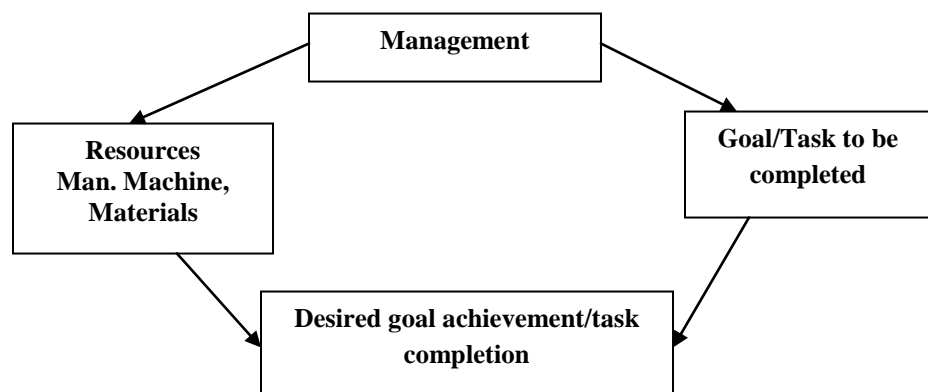 Management
Resources
Man. Machine,
Materials
Goal/Task to be
completed
Desired goal achievement/task
completion